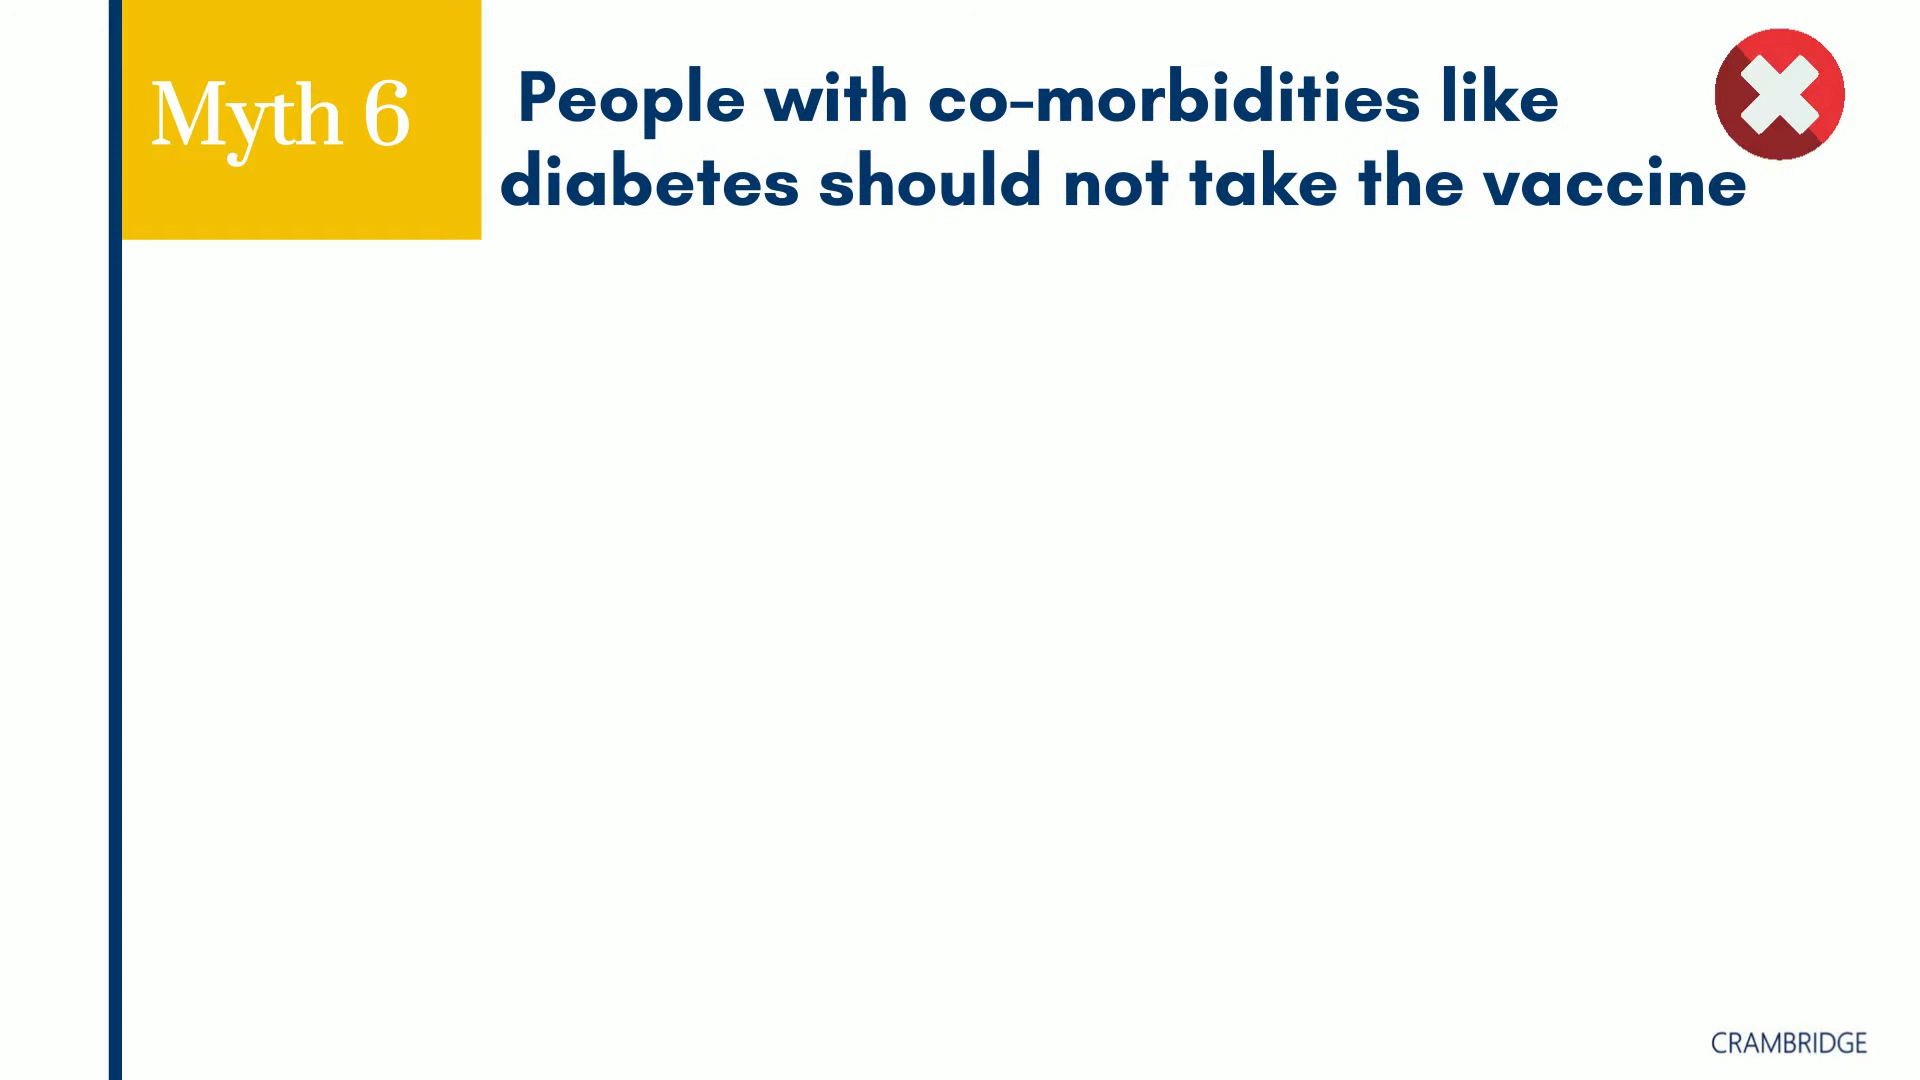 Myth 6
People with co-morbidities like
diabetes should not take the vaccine
CRAMBRIDGE